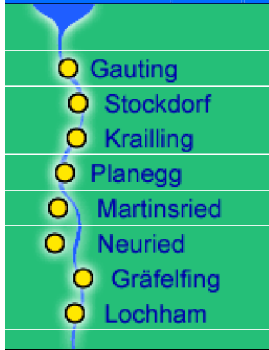 Gauting
Stockdorf
Krailling
Planegg
Martinsried
Neuried
Gräfelfing
Lochham